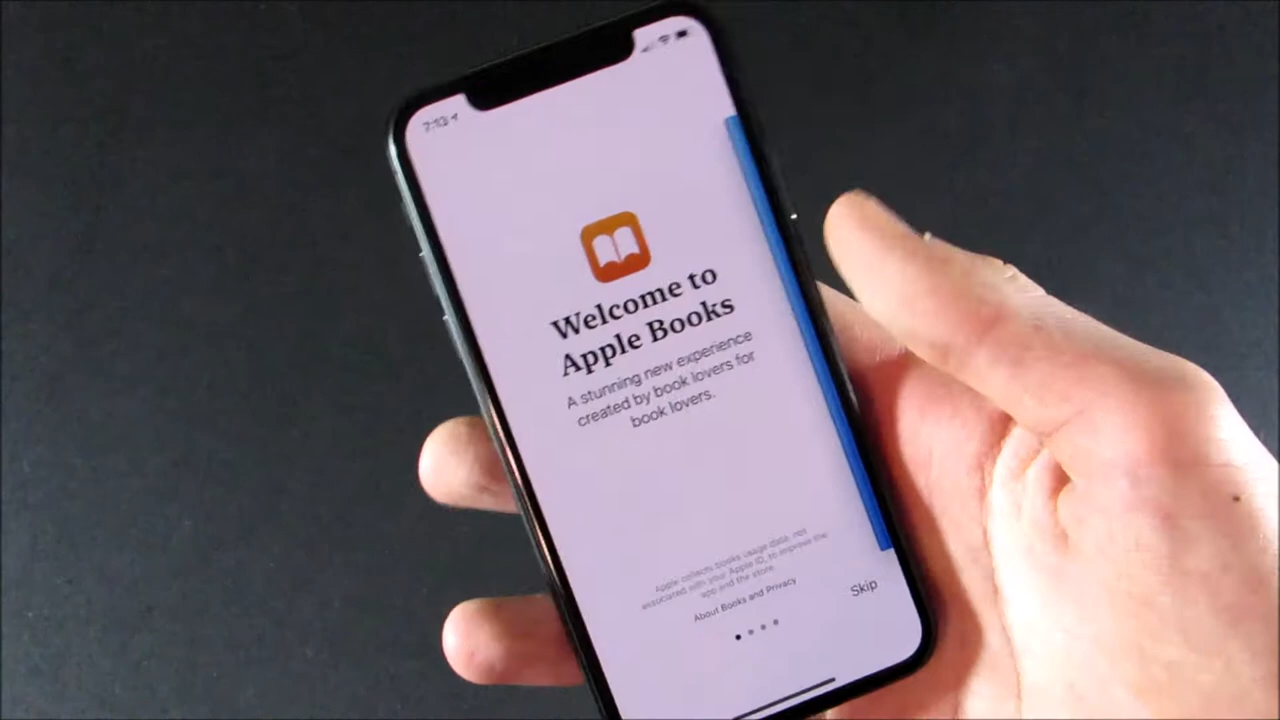 7:13
Welcome to
Apple Books
A stunning new experience
created by book lovers for
book lovers.
Apple collects books usage data, not
associated with your Apple ID, to improve the
app and the store.
About Books and Privacy
Skip